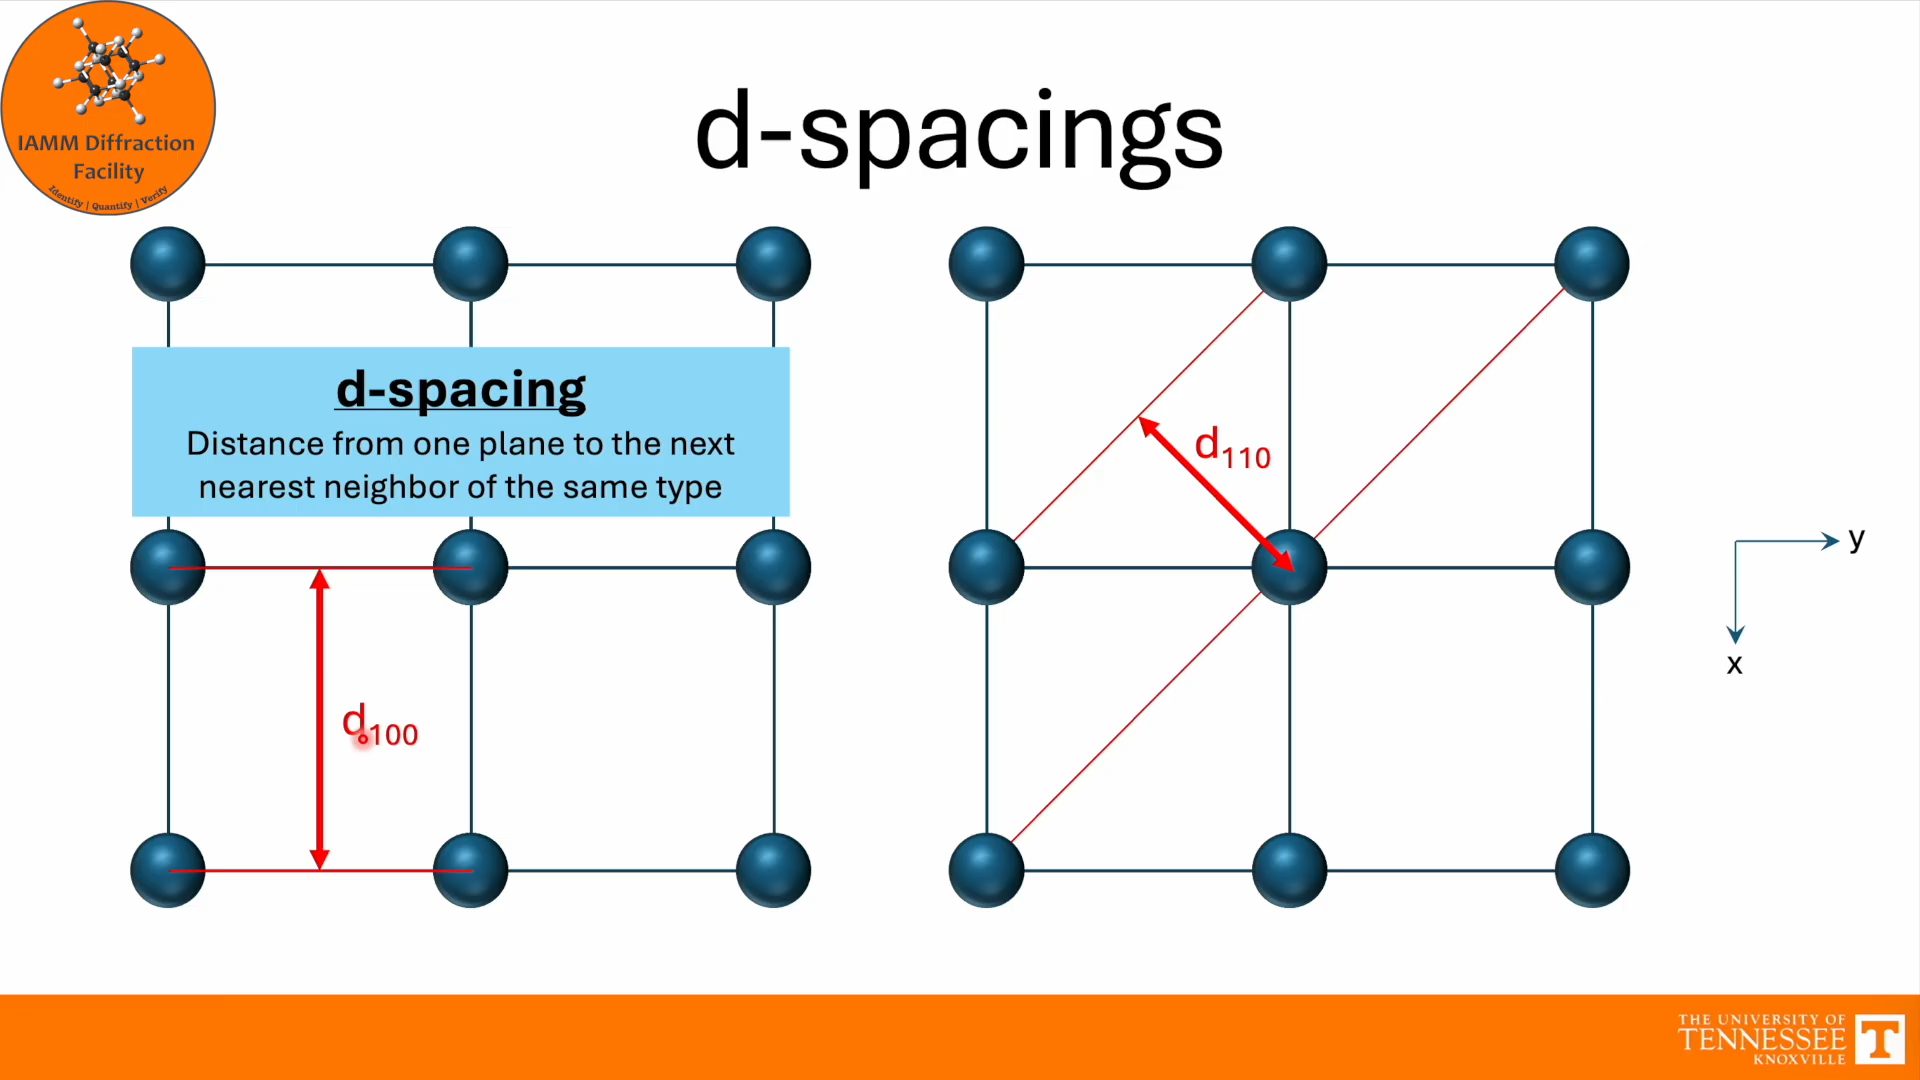 IAMM Diffraction
Facility
Identify | Quantify | Verify
d-spacings
d-spacing
Distance from one plane to the next
nearest neighbor of the same type
d100
d110
y
x
THE UNIVERSITY OF
TENNESSEE
KNOXVILLE
T